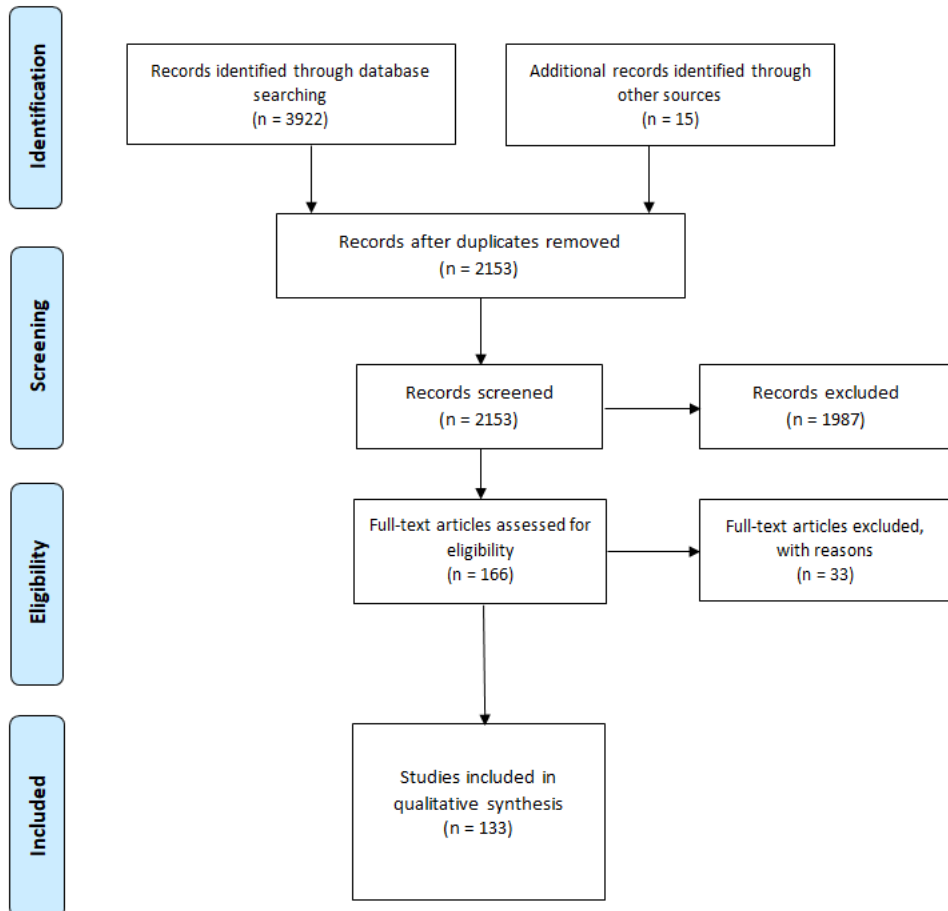 Identification
Records identified through database
searching
(n = 3922)
Additional records identified through
other sources
(n = 15)
Records after duplicates removed
(n = 2153)
Screening
Records screened
(n = 2153)
Records excluded
(n = 1987)
Eligibility
Full-text articles assessed for
eligibility
(n = 166)
Full-text articles excluded,
with reasons
(n = 33)
Included
Studies included in
qualitative synthesis
(n = 133)